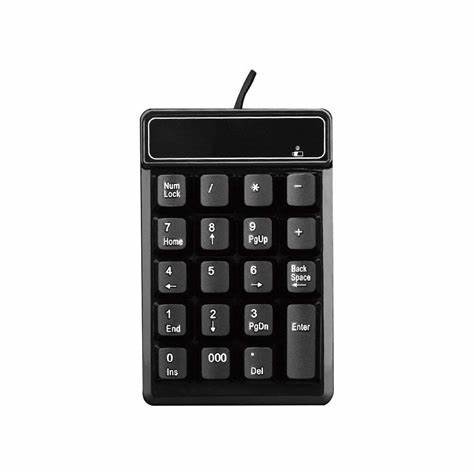 Num
Lock
/
*
-
7
Home
8
↑
9
PgUp
+
4
←
5
6
→
Back
Space
←
1
End
2
↓
3
PgDn
Enter
0
Ins
000
.
Del